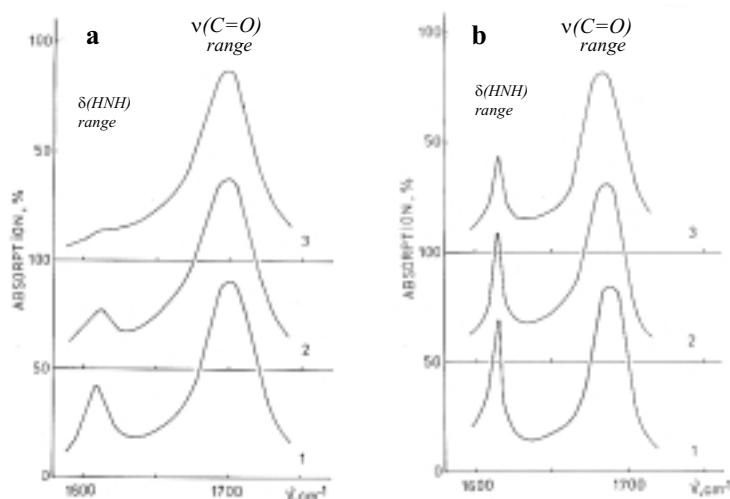 a
ν(C=O)
range
δ(HNH)
range
100
50
100
50
0
ABSORPTION, %
3
2
1
1600
1700
ν, cm⁻¹
b
ν(C=O)
range
δ(HNH)
range
100
50
100
50
0
ABSORPTION, %
3
2
1
1600
1700
ν, cm⁻¹